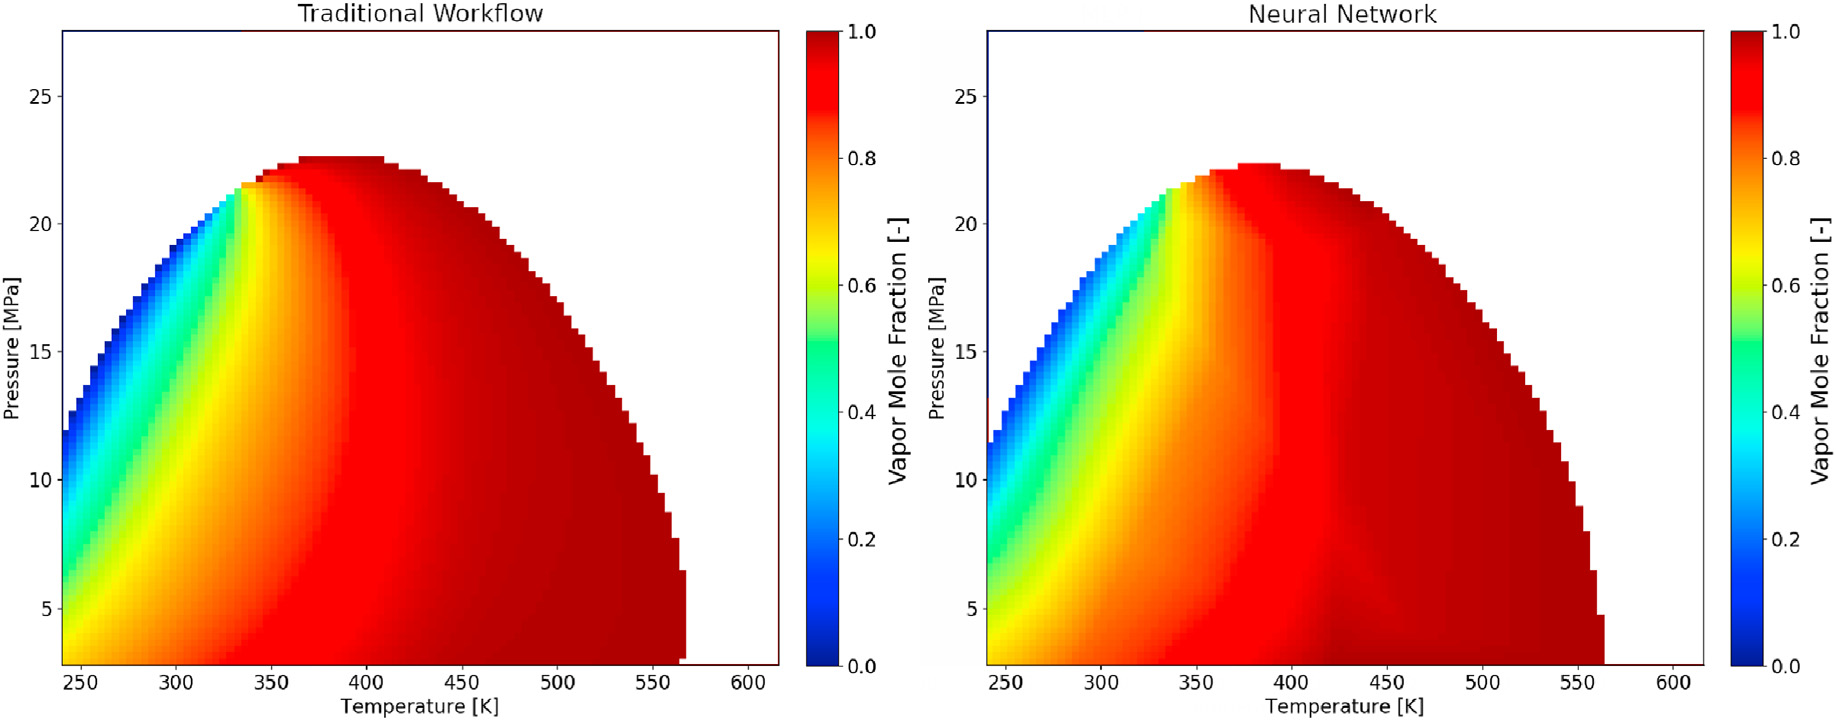 Traditional Workflow
25
20
15
10
5
250 300 350 400 450 500 550 600
Temperature [K]
Pressure [MPa]
1.0
0.8
0.6
0.4
0.2
0.0
Vapor Mole Fraction [-]
Neural Network
25
20
15
10
5
250 300 350 400 450 500 550 600
Temperature [K]
Pressure [MPa]
1.0
0.8
0.6
0.4
0.2
0.0
Vapor Mole Fraction [-]